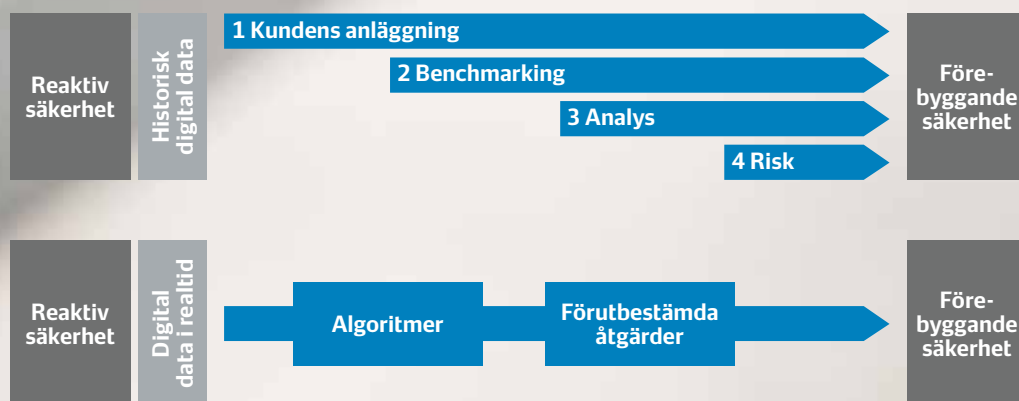 Reaktiv
säkerhet
Historisk
digital data
1 Kundens anläggning
2 Benchmarking
3 Analys
4 Risk
Före-
byggande
säkerhet
Reaktiv
säkerhet
Digital
data i realtid
Algoritmer
Förutbestämda
åtgärder
Före-
byggande
säkerhet